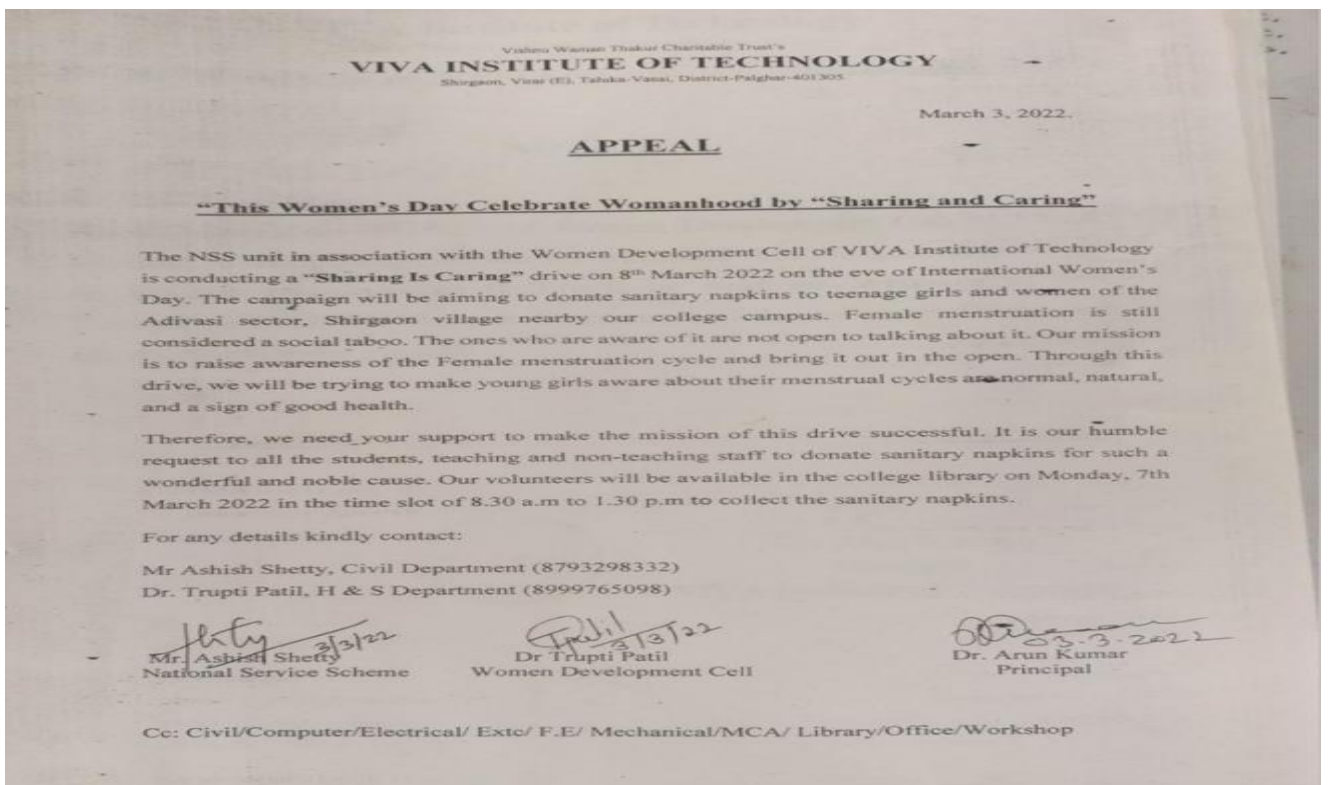 Vishnu Waman Thakur Charitable Trust's
VIVA INSTITUTE OF TECHNOLOGY
Shirgaon, Virar (E), Taluka-Vasai, District-Palghar-401305
March 3, 2022.
APPEAL
“This Women’s Day Celebrate Womanhood by “Sharing and Caring”
The NSS unit in association with the Women Development Cell of VIVA Institute of Technology
is conducting a “Sharing Is Caring” drive on 8th March 2022 on the eve of International Women’s
Day. The campaign will be aiming to donate sanitary napkins to teenage girls and women of the
Adivasi sector, Shirgaon village nearby our college campus. Female menstruation is still
considered a social taboo. The ones who are aware of it are not open to talking about it. Our mission
is to raise awareness of the Female menstruation cycle and bring it out in the open. Through this
drive, we will be trying to make young girls aware about their menstrual cycles are normal, natural,
and a sign of good health.
Therefore, we need your support to make the mission of this drive successful. It is our humble
request to all the students, teaching and non-teaching staff to donate sanitary napkins for such a
wonderful and noble cause. Our volunteers will be available in the college library on Monday, 7th
March 2022 in the time slot of 8.30 a.m to 1.30 p.m to collect the sanitary napkins.
For any details kindly contact:
Mr Ashish Shetty, Civil Department (8793298332)
Dr. Trupti Patil, H & S Department (8999765098)
3/3/22 3/3/22 03-3-2022
Mr. Ashish Shetty Dr Trupti Patil Dr. Arun Kumar
National Service Scheme Women Development Cell Principal
Cc: Civil/Computer/Electrical/ Extc/ F.E/ Mechanical/MCA/ Library/Office/Workshop